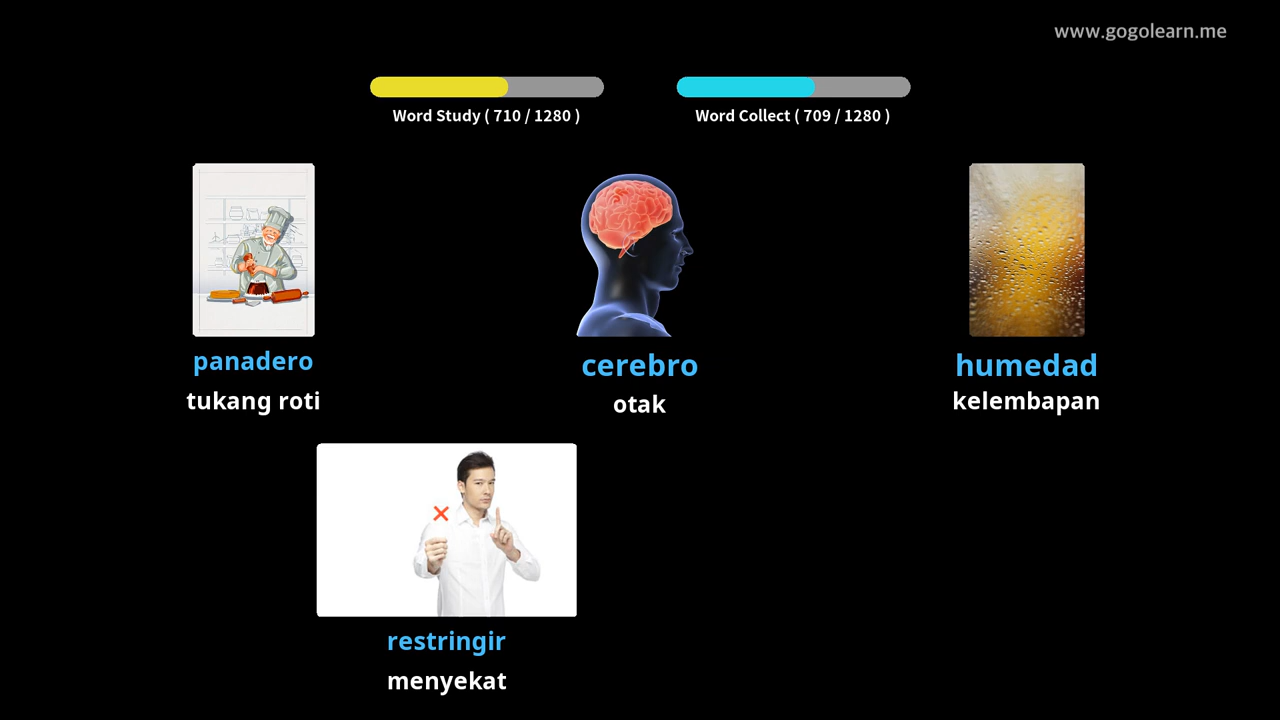 www.gogolearn.me
Word Study ( 710 / 1280 )
Word Collect ( 709 / 1280 )
panadero
tukang roti
cerebro
otak
humedad
kelembapan
restringir
menyekat